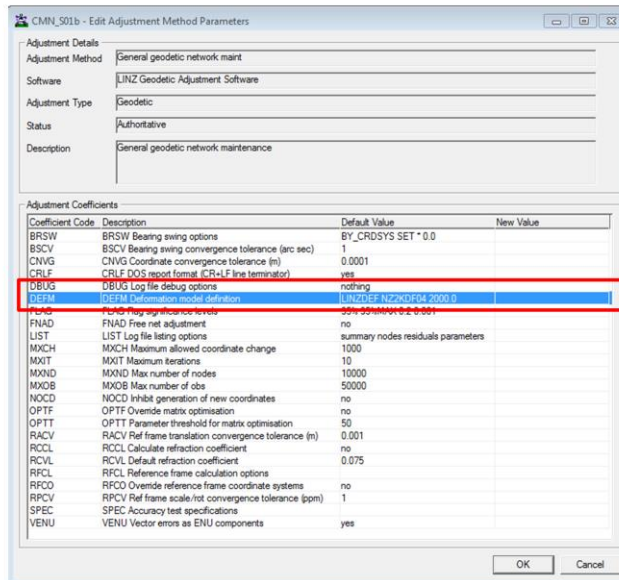 CMN_S01b - Edit Adjustment Method Parameters
Adjustment Details
Adjustment Method General geodetic network maint
Software LINZ Geodetic Adjustment Software
Adjustment Type Geodetic
Status Authoritative
Description General geodetic network maintenance
Adjustment Coefficients
Coefficient Code Description Default Value New Value
BRSW BRSW Bearing swing options BY_CRDSYS SET * 0.0
BSCV BSCV Bearing swing convergence tolerance (arc sec) 1
CNVG CNVG Coordinate convergence tolerance (m) 0.0001
CRLF CRLF DOS report format (CR+LF line terminator) yes
DBUG DBUG Log file debug options nothing
DEFM DEFM Deformation model definition LINZDEF NZ2KDF04 2000.0
FLAG FLAG Flag significance levels
FNAD FNAD Free net adjustment no
LIST LIST Log file listing options summary nodes residuals parameters
MXCH MXCH Maximum allowed coordinate change 1000
MXIT MXIT Maximum iterations 10
MXND MXND Max number of nodes 10000
MXOB MXOB Max number of obs 50000
NOCD NOCD Inhibit generation of new coordinates no
OPTF OPTF Override matrix optimisation no
OPTT OPTT Parameter threshold for matrix optimisation 50
RACV RACV Ref frame translation convergence tolerance (m) 0.001
RCCL RCCL Calculate refraction coefficient no
RCVL RCVL Default refraction coefficient 0.075
RFCL RFCL Reference frame calculation options
RFCO RFCO Override reference frame coordinate systems no
RPCV RPCV Ref frame scale/rot convergence tolerance (ppm) 1
SPEC SPEC Accuracy test specifications
VENU VENU Vector errors as ENU components yes
OK Cancel